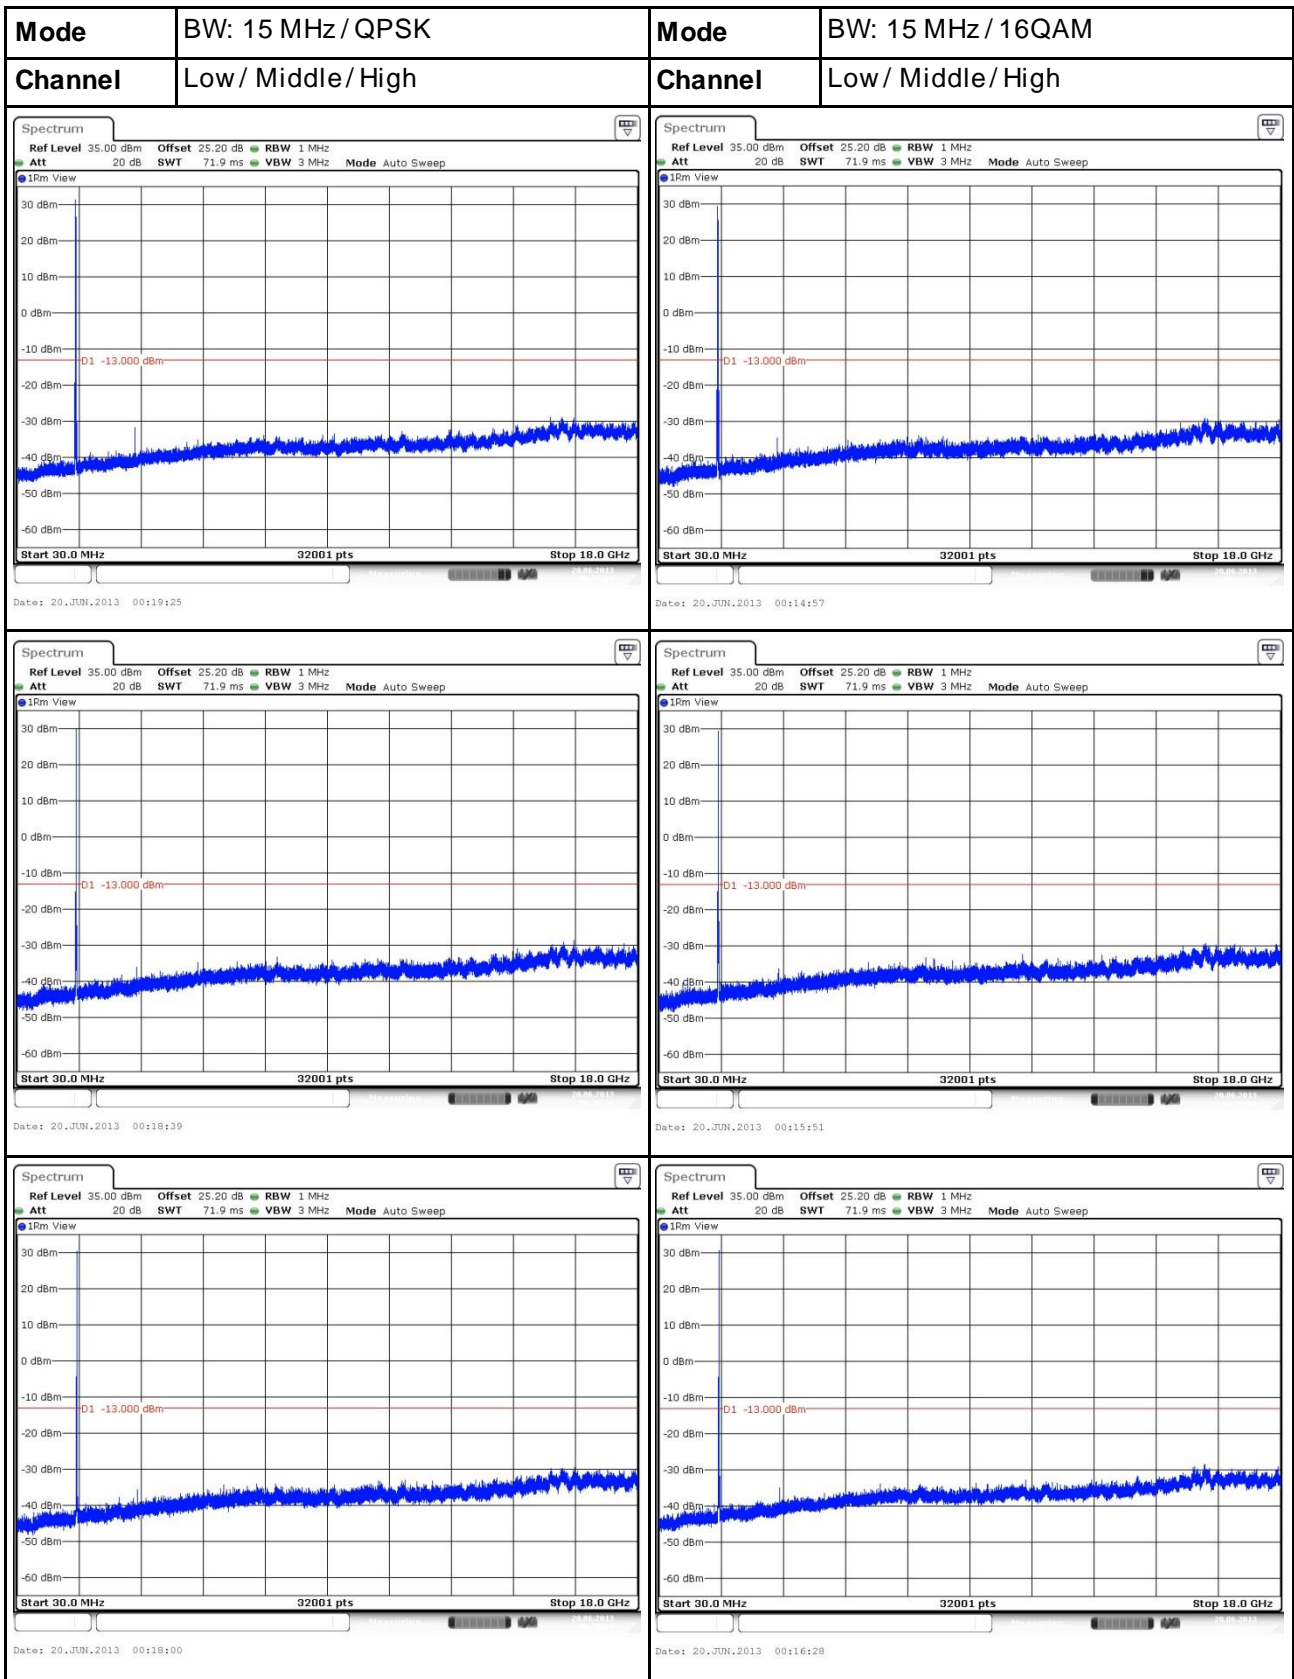 Mode BW: 15 MHz / QPSK Mode BW: 15 MHz / 16QAM
Channel Low / Middle / High Channel Low / Middle / High
Spectrum
Ref Level 35.00 dBm Offset 25.20 dB RBW 1 MHz
Att 20 dB SWT 71.9 ms VBW 3 MHz Mode Auto Sweep
1Rm View
30 dBm
20 dBm
10 dBm
0 dBm
-10 dBm
D1 -13.000 dBm
-20 dBm
-30 dBm
-40 dBm
-50 dBm
-60 dBm
Start 30.0 MHz 32001 pts Stop 18.0 GHz
Date: 20.JUN.2013 00:19:25
Spectrum
Ref Level 35.00 dBm Offset 25.20 dB RBW 1 MHz
Att 20 dB SWT 71.9 ms VBW 3 MHz Mode Auto Sweep
1Rm View
30 dBm
20 dBm
10 dBm
0 dBm
-10 dBm
D1 -13.000 dBm
-20 dBm
-30 dBm
-40 dBm
-50 dBm
-60 dBm
Start 30.0 MHz 32001 pts Stop 18.0 GHz
Date: 20.JUN.2013 00:14:57
Spectrum
Ref Level 35.00 dBm Offset 25.20 dB RBW 1 MHz
Att 20 dB SWT 71.9 ms VBW 3 MHz Mode Auto Sweep
1Rm View
30 dBm
20 dBm
10 dBm
0 dBm
-10 dBm
D1 -13.000 dBm
-20 dBm
-30 dBm
-40 dBm
-50 dBm
-60 dBm
Start 30.0 MHz 32001 pts Stop 18.0 GHz
Date: 20.JUN.2013 00:18:39
Spectrum
Ref Level 35.00 dBm Offset 25.20 dB RBW 1 MHz
Att 20 dB SWT 71.9 ms VBW 3 MHz Mode Auto Sweep
1Rm View
30 dBm
20 dBm
10 dBm
0 dBm
-10 dBm
D1 -13.000 dBm
-20 dBm
-30 dBm
-40 dBm
-50 dBm
-60 dBm
Start 30.0 MHz 32001 pts Stop 18.0 GHz
Date: 20.JUN.2013 00:15:51
Spectrum
Ref Level 35.00 dBm Offset 25.20 dB RBW 1 MHz
Att 20 dB SWT 71.9 ms VBW 3 MHz Mode Auto Sweep
1Rm View
30 dBm
20 dBm
10 dBm
0 dBm
-10 dBm
D1 -13.000 dBm
-20 dBm
-30 dBm
-40 dBm
-50 dBm
-60 dBm
Start 30.0 MHz 32001 pts Stop 18.0 GHz
Date: 20.JUN.2013 00:18:00
Spectrum
Ref Level 35.00 dBm Offset 25.20 dB RBW 1 MHz
Att 20 dB SWT 71.9 ms VBW 3 MHz Mode Auto Sweep
1Rm View
30 dBm
20 dBm
10 dBm
0 dBm
-10 dBm
D1 -13.000 dBm
-20 dBm
-30 dBm
-40 dBm
-50 dBm
-60 dBm
Start 30.0 MHz 32001 pts Stop 18.0 GHz
Date: 20.JUN.2013 00:16:28